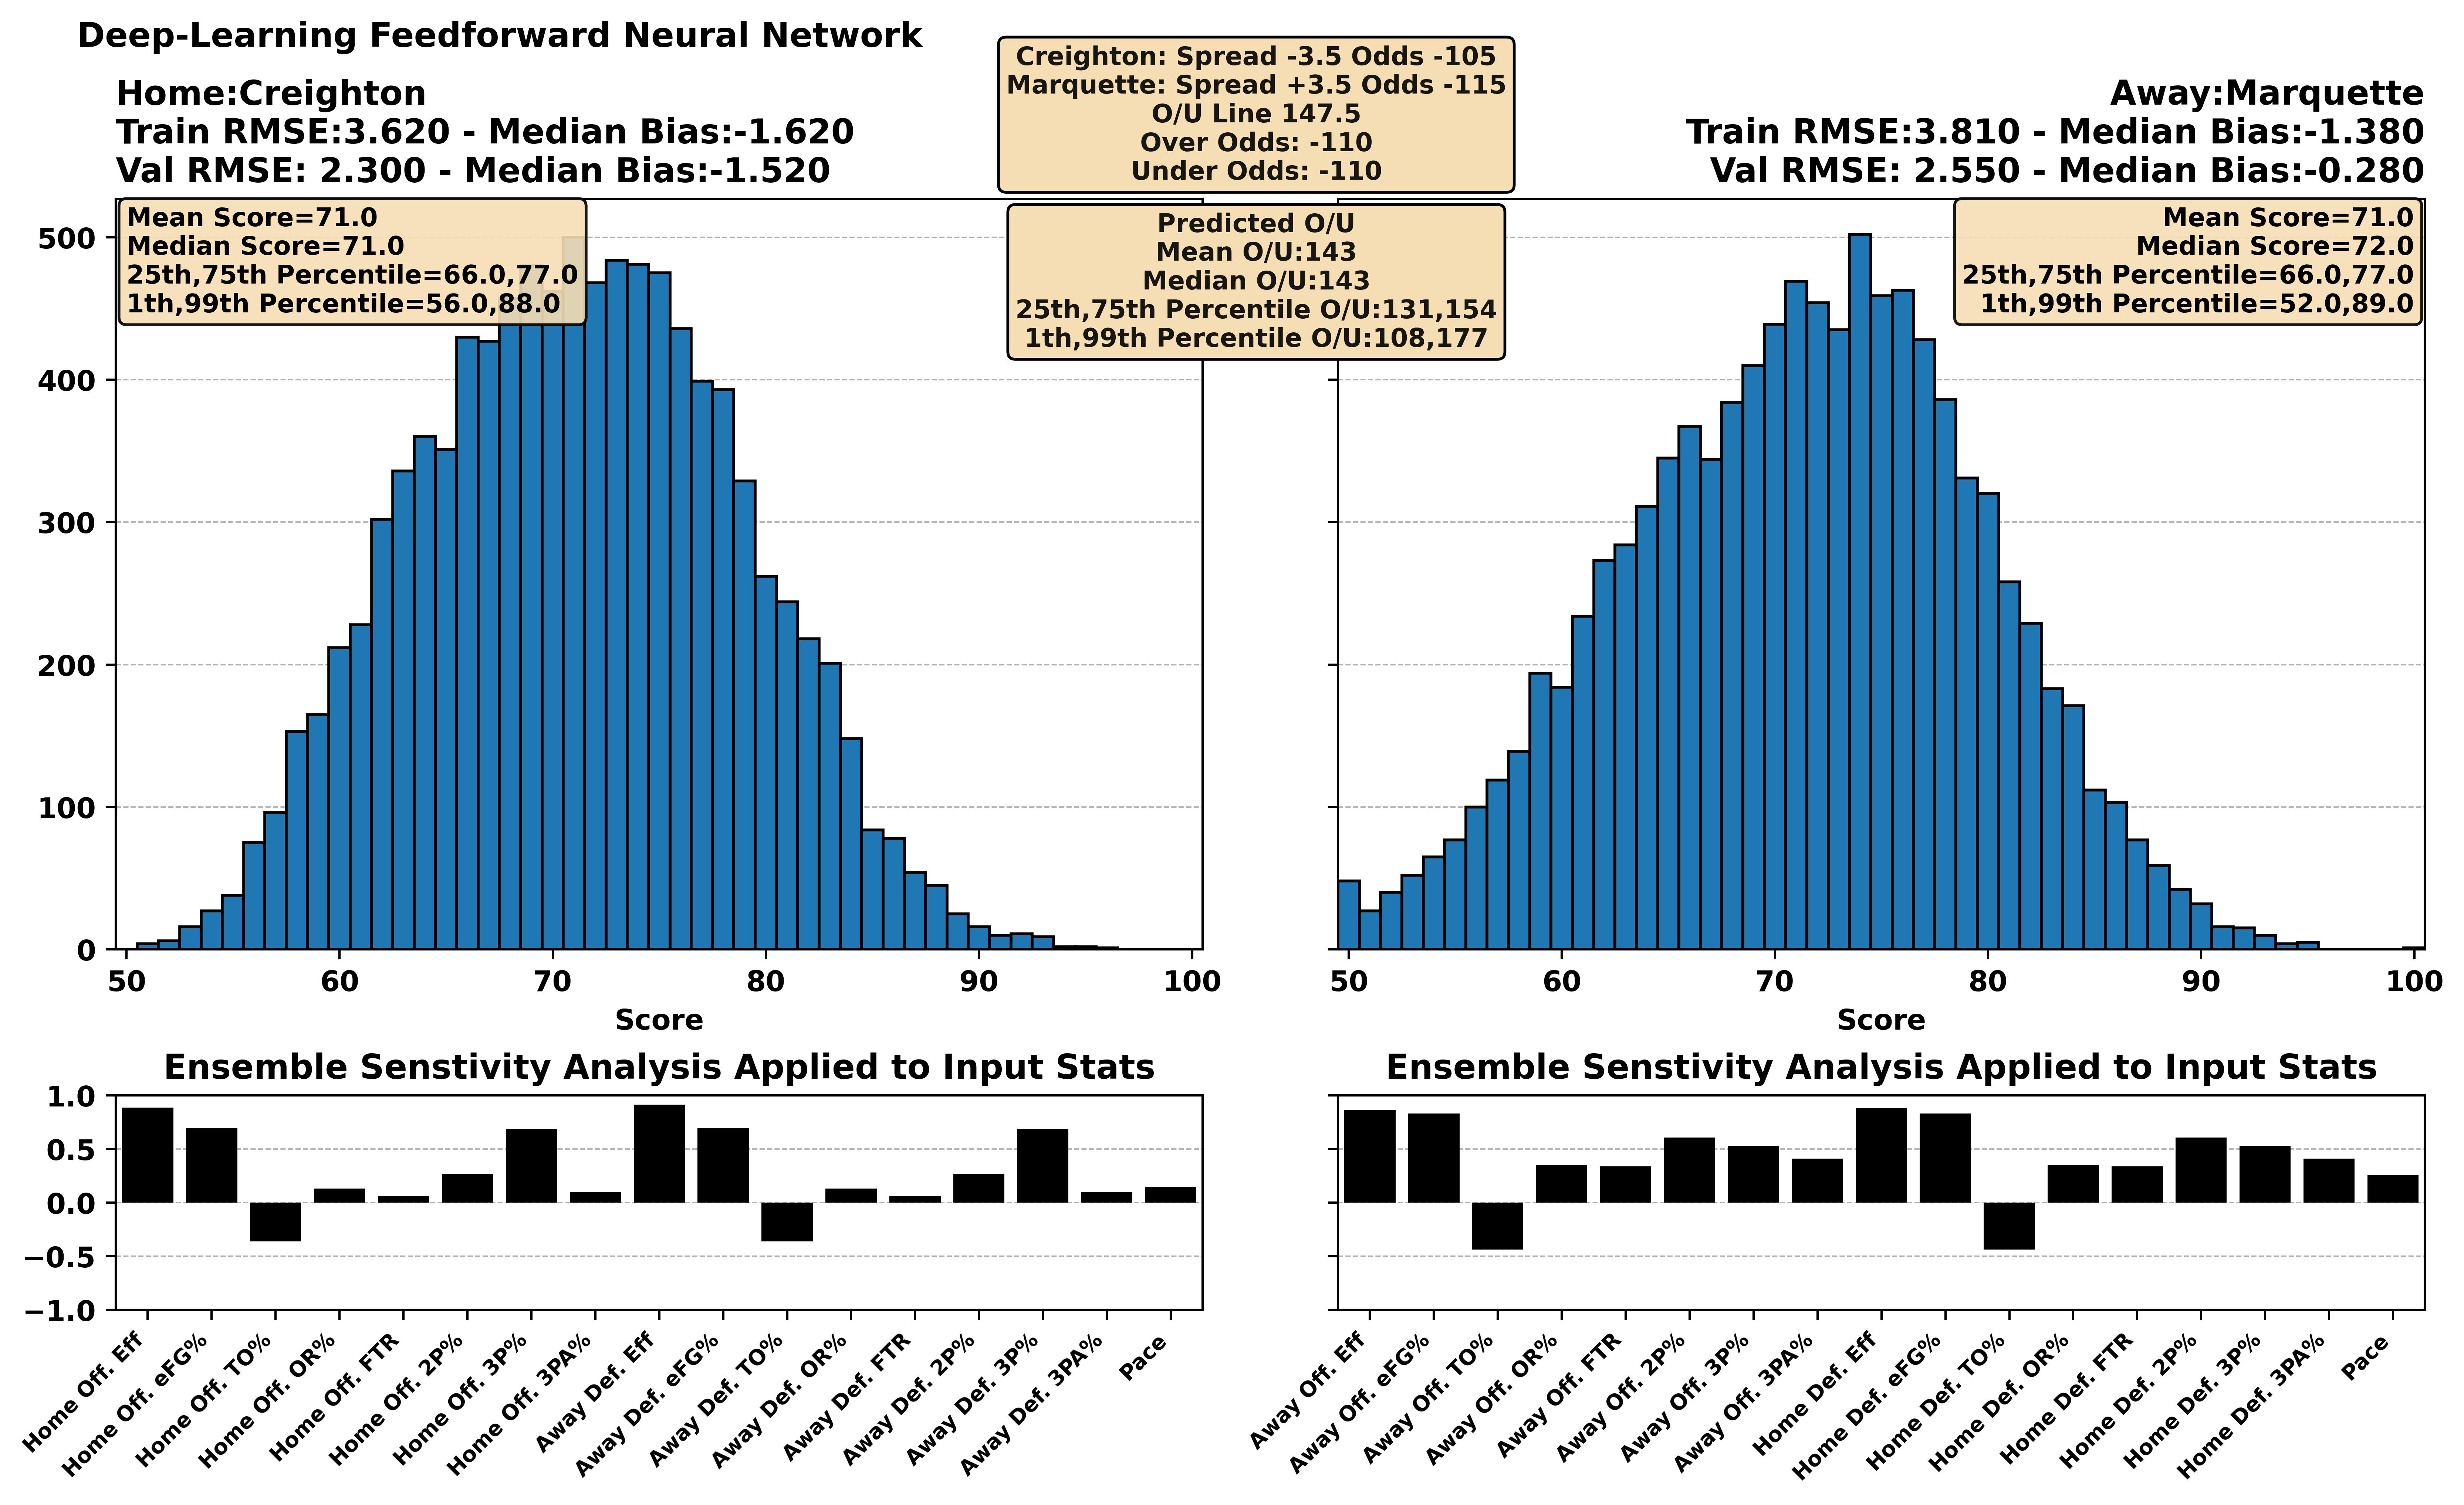 Deep-Learning Feedforward Neural Network
Home:Creighton
Train RMSE:3.620 - Median Bias:-1.620
Val RMSE: 2.300 - Median Bias:-1.520
Creighton: Spread -3.5 Odds -105
Marquette: Spread +3.5 Odds -115
O/U Line 147.5
Over Odds: -110
Under Odds: -110
Away:Marquette
Train RMSE:3.810 - Median Bias:-1.380
Val RMSE: 2.550 - Median Bias:-0.280
Mean Score=71.0
Median Score=71.0
25th,75th Percentile=66.0,77.0
1th,99th Percentile=56.0,88.0
Predicted O/U
Mean O/U:143
Median O/U:143
25th,75th Percentile O/U:131,154
1th,99th Percentile O/U:108,177
Mean Score=71.0
Median Score=72.0
25th,75th Percentile=66.0,77.0
1th,99th Percentile=52.0,89.0
500
400
300
200
100
0
50 60 70 80 90 100
Score
50 60 70 80 90 100
Score
Ensemble Senstivity Analysis Applied to Input Stats
Ensemble Senstivity Analysis Applied to Input Stats
1.0
0.5
0.0
−0.5
−1.0
Home Off. Eff
Home Off. eFG%
Home Off. TO%
Home Off. OR%
Home Off. FTR
Home Off. 2P%
Home Off. 3P%
Home Off. 3PA%
Away Def. Eff
Away Def. eFG%
Away Def. TO%
Away Def. OR%
Away Def. FTR
Away Def. 2P%
Away Def. 3P%
Away Def. 3PA%
Pace
Away Off. Eff
Away Off. eFG%
Away Off. TO%
Away Off. OR%
Away Off. FTR
Away Off. 2P%
Away Off. 3P%
Away Off. 3PA%
Home Def. Eff
Home Def. eFG%
Home Def. TO%
Home Def. OR%
Home Def. FTR
Home Def. 2P%
Home Def. 3P%
Home Def. 3PA%
Pace